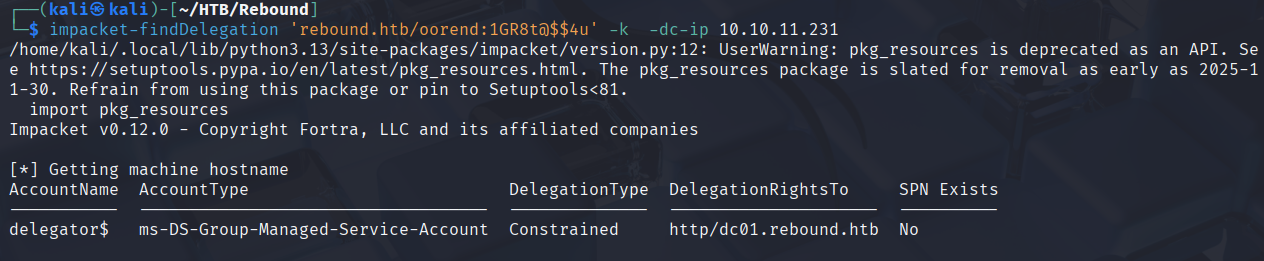 ┌──(kali㉿kali)-[~/HTB/Rebound]
└─$ impacket-findDelegation 'rebound.htb/oorend:1GR8t@$$4u' -k  -dc-ip 10.10.11.231
/home/kali/.local/lib/python3.13/site-packages/impacket/version.py:12: UserWarning: pkg_resources is deprecated as an API. Se
e https://setuptools.pypa.io/en/latest/pkg_resources.html. The pkg_resources package is slated for removal as early as 2025-1
1-30. Refrain from using this package or pin to Setuptools<81.
  import pkg_resources
Impacket v0.12.0 - Copyright Fortra, LLC and its affiliated companies
[*] Getting machine hostname
AccountName  AccountType                          DelegationType  DelegationRightsTo     SPN Exists
delegator$   ms-DS-Group-Managed-Service-Account  Constrained     http/dc01.rebound.htb  No